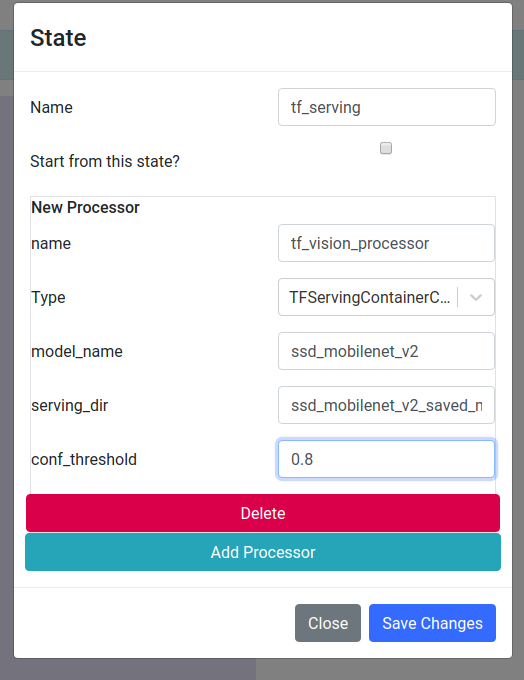 State
Name tf_serving
Start from this state?
New Processor
name tf_vision_processor
Type TFServingContainerC...
model_name ssd_mobilenet_v2
serving_dir ssd_mobilenet_v2_saved_n
conf_threshold 0.8
Delete
Add Processor
Close Save Changes